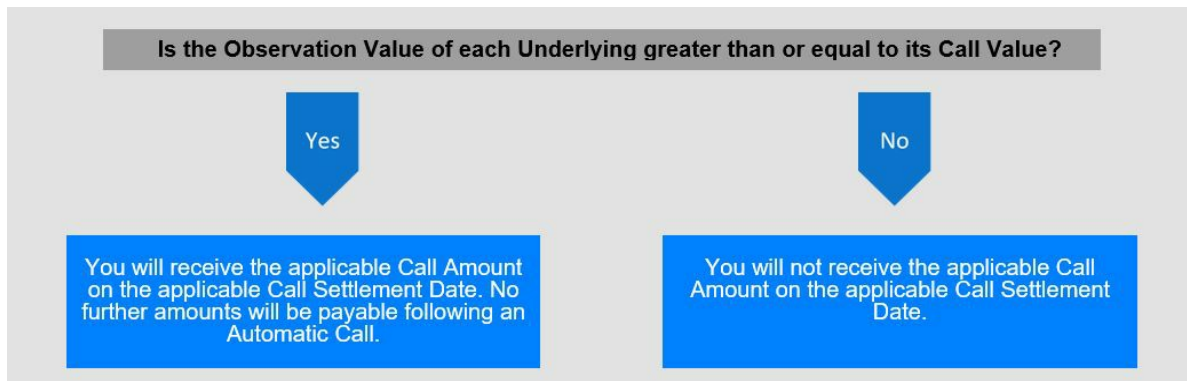 Is the Observation Value of each Underlying greater than or equal to its Call Value?
Yes
No
You will receive the applicable Call Amount
on the applicable Call Settlement Date. No
further amounts will be payable following an
Automatic Call.
You will not receive the applicable Call
Amount on the applicable Call Settlement
Date.